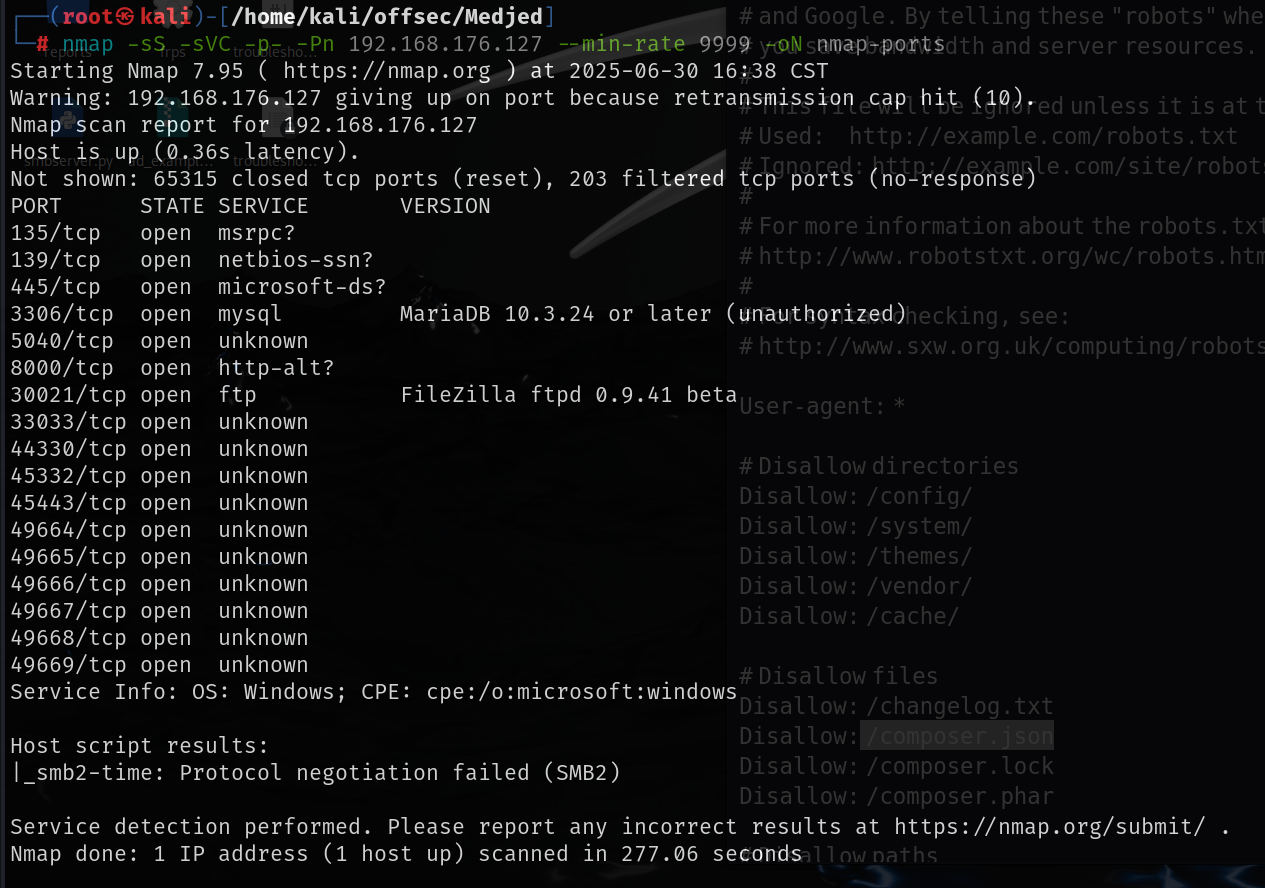 (root㉿kali)-[/home/kali/offsec/Medjed]
# nmap -sS -sVC -p- -Pn 192.168.176.127 --min-rate 9999 -oN nmap-ports
Starting Nmap 7.95 ( https://nmap.org ) at 2025-06-30 16:38 CST
Warning: 192.168.176.127 giving up on port because retransmission cap hit (10).
Nmap scan report for 192.168.176.127
Host is up (0.36s latency).
Not shown: 65315 closed tcp ports (reset), 203 filtered tcp ports (no-response)
PORT STATE SERVICE VERSION
135/tcp open msrpc?
139/tcp open netbios-ssn?
445/tcp open microsoft-ds?
3306/tcp open mysql MariaDB 10.3.24 or later (unauthorized)
5040/tcp open unknown
8000/tcp open http-alt?
30021/tcp open ftp FileZilla ftpd 0.9.41 beta
33033/tcp open unknown
44330/tcp open unknown
45332/tcp open unknown
45443/tcp open unknown
49664/tcp open unknown
49665/tcp open unknown
49666/tcp open unknown
49667/tcp open unknown
49668/tcp open unknown
49669/tcp open unknown
Service Info: OS: Windows; CPE: cpe:/o:microsoft:windows
Host script results:
|_smb2-time: Protocol negotiation failed (SMB2)
Service detection performed. Please report any incorrect results at https://nmap.org/submit/ .
Nmap done: 1 IP address (1 host up) scanned in 277.06 seconds
# and Google. By telling these "robots" whe
# bandwidth and server resources.
#
# This file will be ignored unless it is at t
# Used: http://example.com/robots.txt
# Ignored: http://example.com/site/robots
#
# For more information about the robots.txt
# http://www.robotstxt.org/wc/robots.htm
#
# For syntax checking, see:
# http://www.sxw.org.uk/computing/robots
User-agent: *
# Disallow directories
Disallow: /config/
Disallow: /system/
Disallow: /themes/
Disallow: /vendor/
Disallow: /cache/
# Disallow files
Disallow: /changelog.txt
Disallow: /composer.json
Disallow: /composer.lock
Disallow: /composer.phar
# Disallow paths
reports
frps
troublesho...
smbserver.py
troublesho...